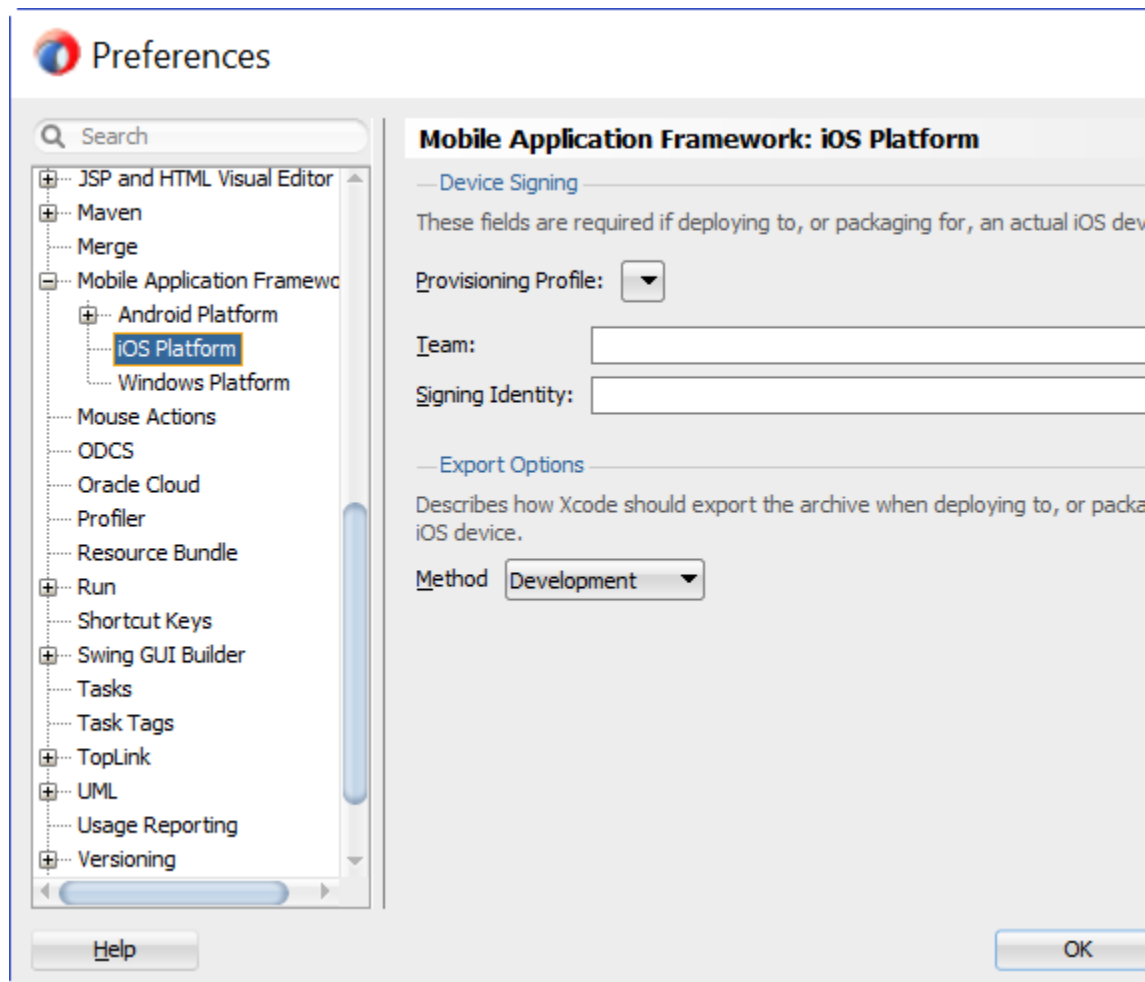 Preferences
Search
JSP and HTML Visual Editor
Maven
Merge
Mobile Application Framewo
Android Platform
iOS Platform
Windows Platform
Mouse Actions
ODCS
Oracle Cloud
Profiler
Resource Bundle
Run
Shortcut Keys
Swing GUI Builder
Tasks
Task Tags
TopLink
UML
Usage Reporting
Versioning
Mobile Application Framework: iOS Platform
Device Signing
These fields are required if deploying to, or packaging for, an actual iOS dev
Provisioning Profile:
Team:
Signing Identity:
Export Options
Describes how Xcode should export the archive when deploying to, or packa
iOS device.
Method Development
Help
OK